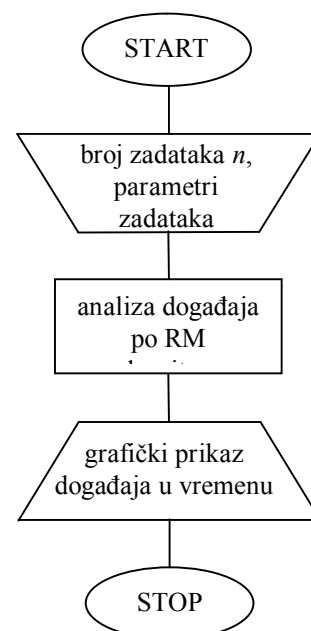 START
broj zadataka n,
parametri
zadataka
analiza događaja
po RM
grafički prikaz
događaja u vremenu
STOP